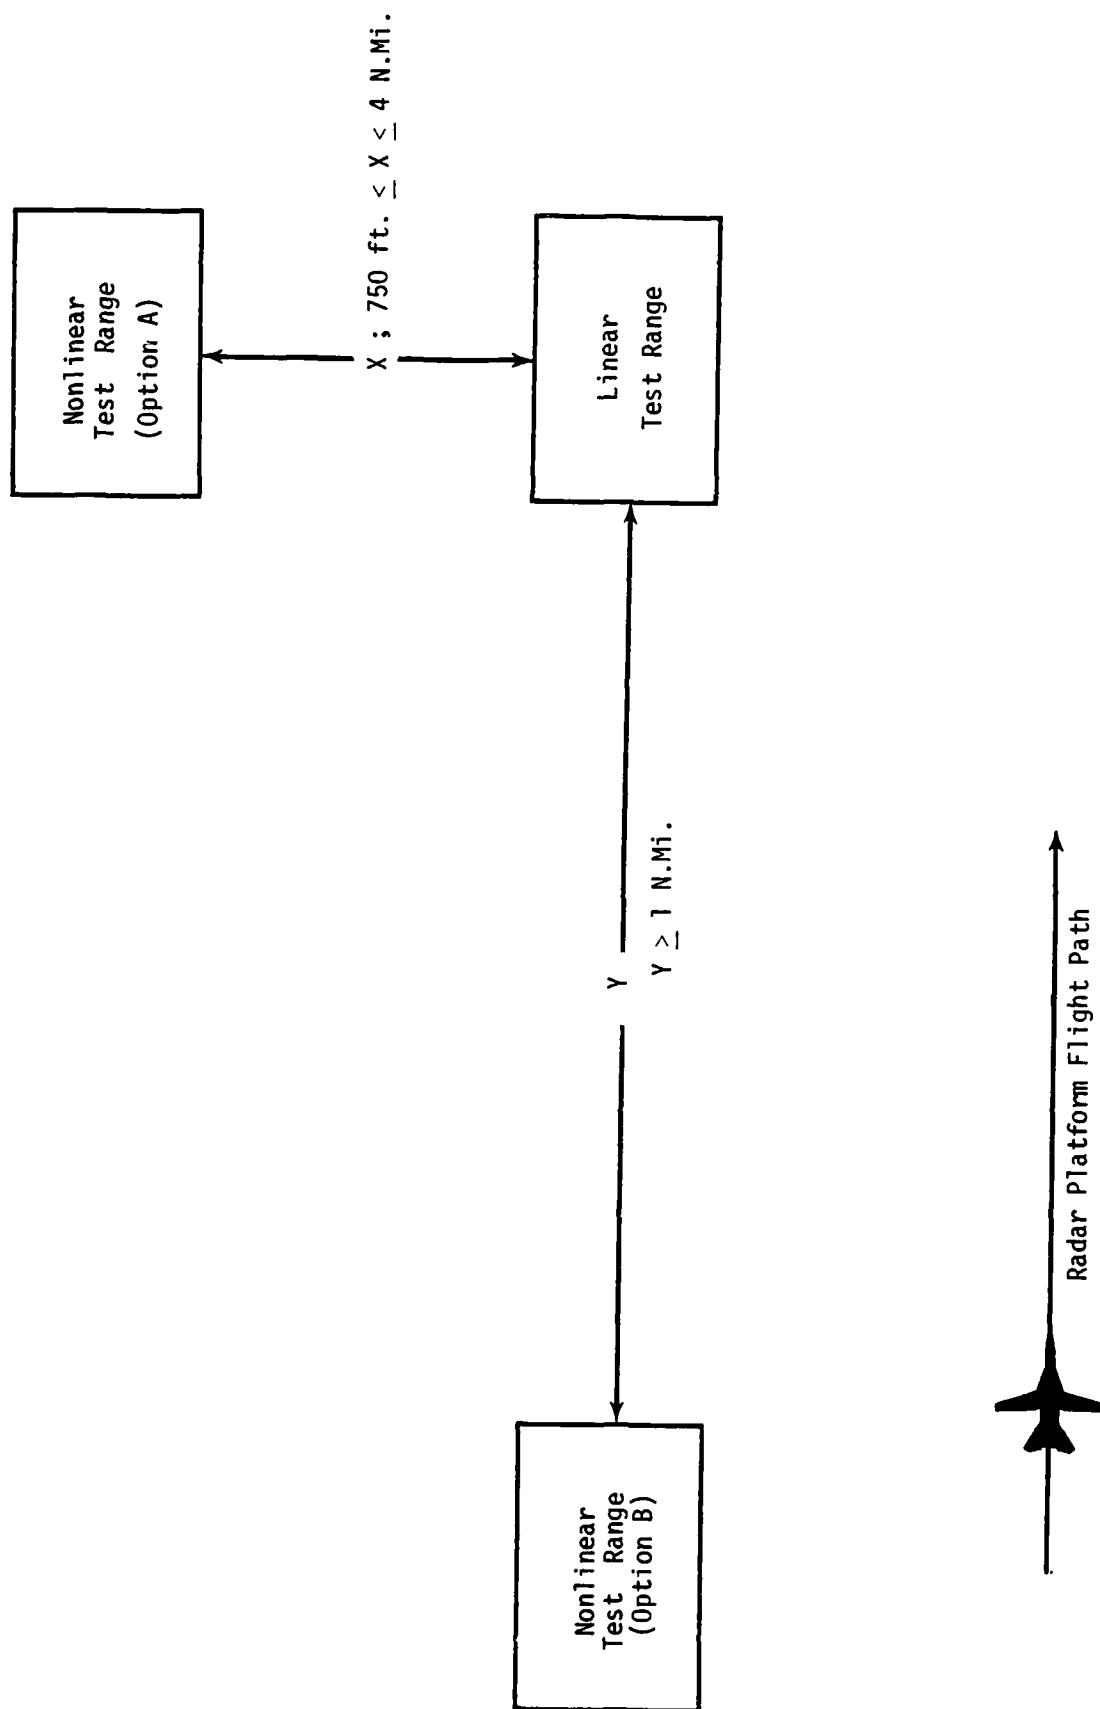 Nonlinear
Test Range
(Option A)
X ; 750 ft. ≤ X ≤ 4 N.Mi.
Linear
Test Range
Y
Y ≥ 1 N.Mi.
Nonlinear
Test Range
(Option B)
Radar Platform Flight Path